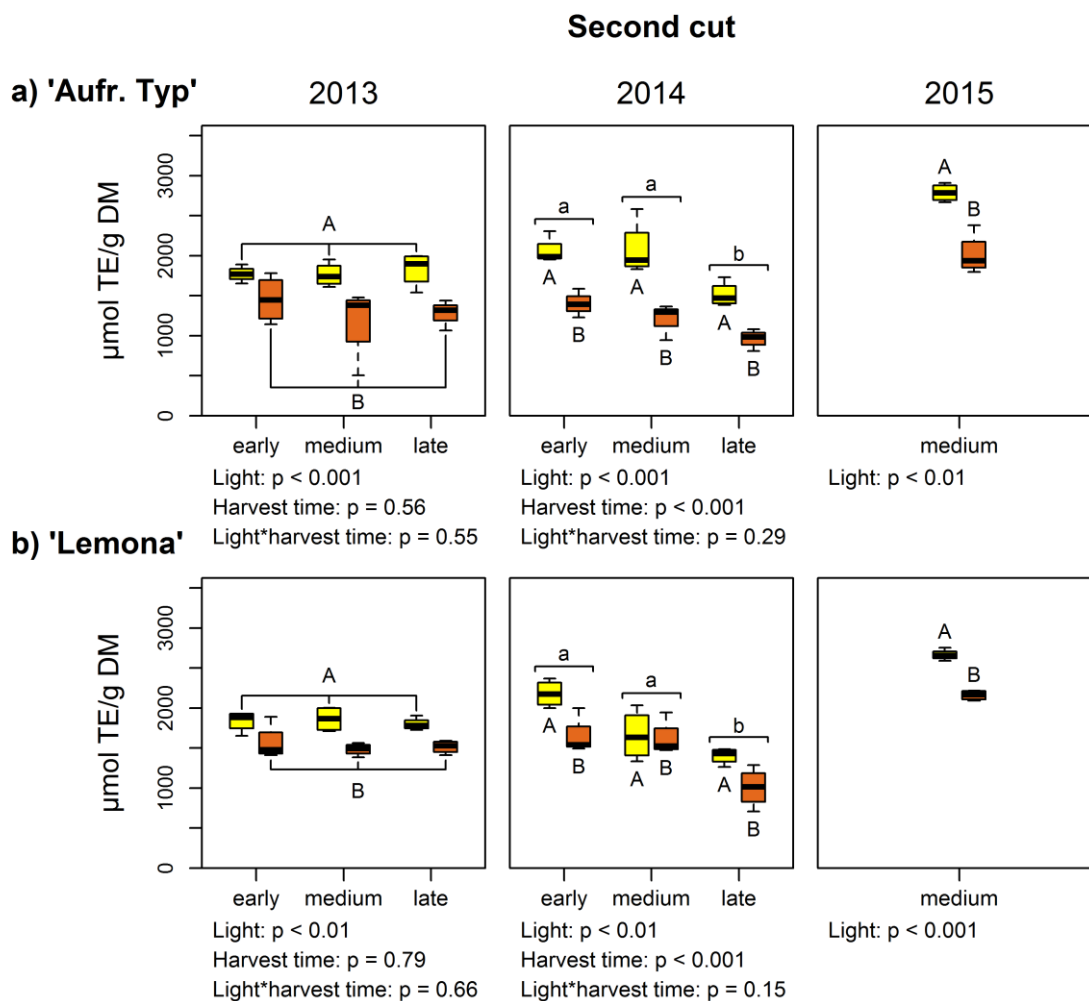 Second cut
a) 'Aufr. Typ' 2013 2014 2015
µmol TE/g DM
0 1000 2000 3000
A
B
a a b
A A A
B B B
A
B
early medium late early medium late medium
Light: p < 0.001 Light: p < 0.001 Light: p < 0.01
Harvest time: p = 0.56 Harvest time: p < 0.001
Light*harvest time: p = 0.55 Light*harvest time: p = 0.29
b) 'Lemona'
µmol TE/g DM
0 1000 2000 3000
A
B
a a b
A A A
B B B
A
B
early medium late early medium late medium
Light: p < 0.01 Light: p < 0.01 Light: p < 0.001
Harvest time: p = 0.79 Harvest time: p < 0.001
Light*harvest time: p = 0.66 Light*harvest time: p = 0.15